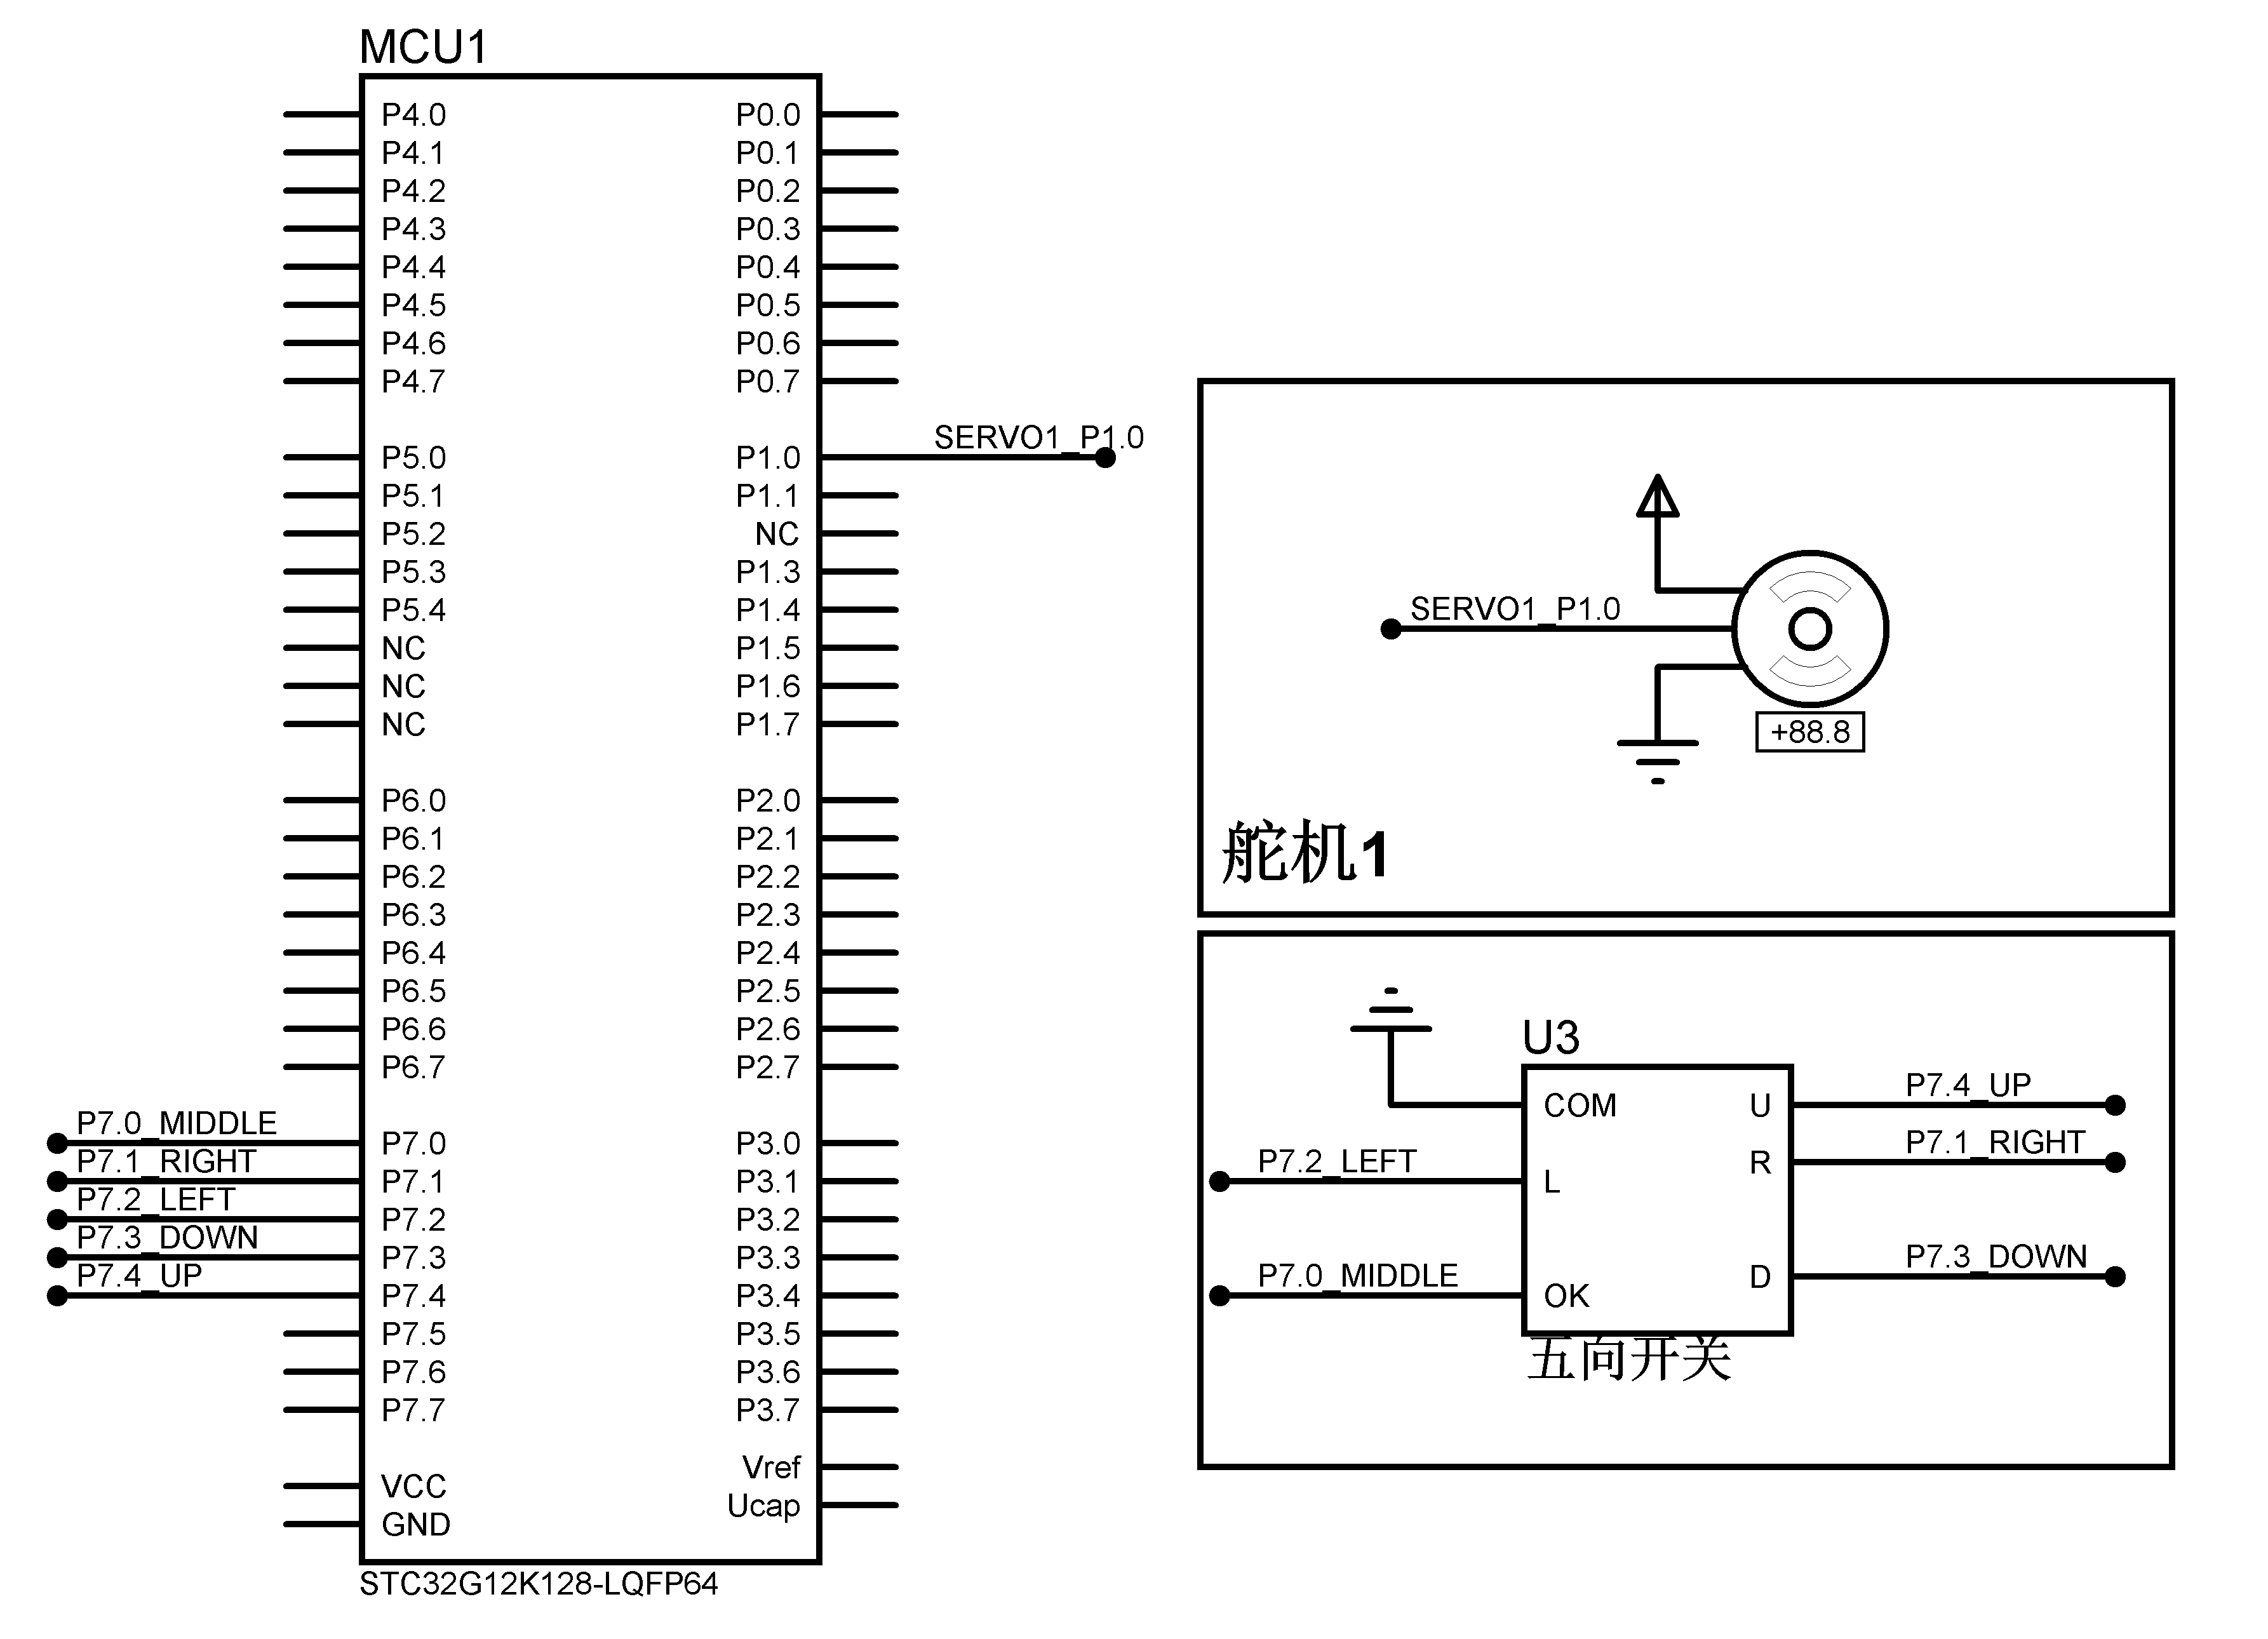 MCU1
P4.0
P4.1
P4.2
P4.3
P4.4
P4.5
P4.6
P4.7
P5.0
P5.1
P5.2
P5.3
P5.4
NC
NC
NC
P6.0
P6.1
P6.2
P6.3
P6.4
P6.5
P6.6
P6.7
P7.0_MIDDLE
P7.0
P7.1_RIGHT
P7.1
P7.2_LEFT
P7.2
P7.3_DOWN
P7.3
P7.4_UP
P7.4
P7.5
P7.6
P7.7
VCC
GND
P0.0
P0.1
P0.2
P0.3
P0.4
P0.5
P0.6
P0.7
SERVO1_P1.0
P1.0
P1.1
NC
P1.3
P1.4
P1.5
P1.6
P1.7
P2.0
P2.1
P2.2
P2.3
P2.4
P2.5
P2.6
P2.7
P3.0
P3.1
P3.2
P3.3
P3.4
P3.5
P3.6
P3.7
Vref
Ucap
STC32G12K128-LQFP64
SERVO1_P1.0
+88.8
舵机1
U3
COM
U
P7.4_UP
P7.2_LEFT
L
R
P7.1_RIGHT
P7.0_MIDDLE
OK
D
P7.3_DOWN
五向开关